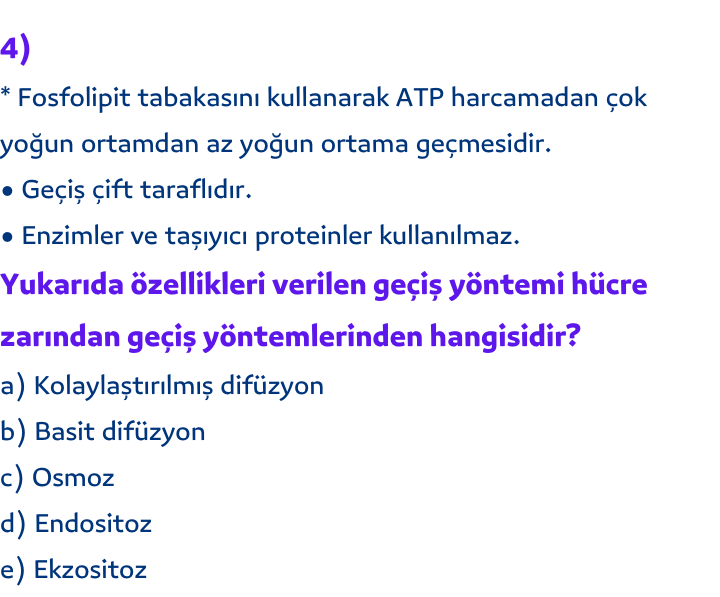 4)
* Fosfolipit tabakasını kullanarak ATP harcamadan çok
yoğun ortamdan az yoğun ortama geçmesidir.
• Geçiş çift taraflıdır.
• Enzimler ve taşıyıcı proteinler kullanılmaz.
Yukarıda özellikleri verilen geçiş yöntemi hücre
zarından geçiş yöntemlerinden hangisidir?
a) Kolaylaştırılmış difüzyon
b) Basit difüzyon
c) Osmoz
d) Endositoz
e) Ekzositoz